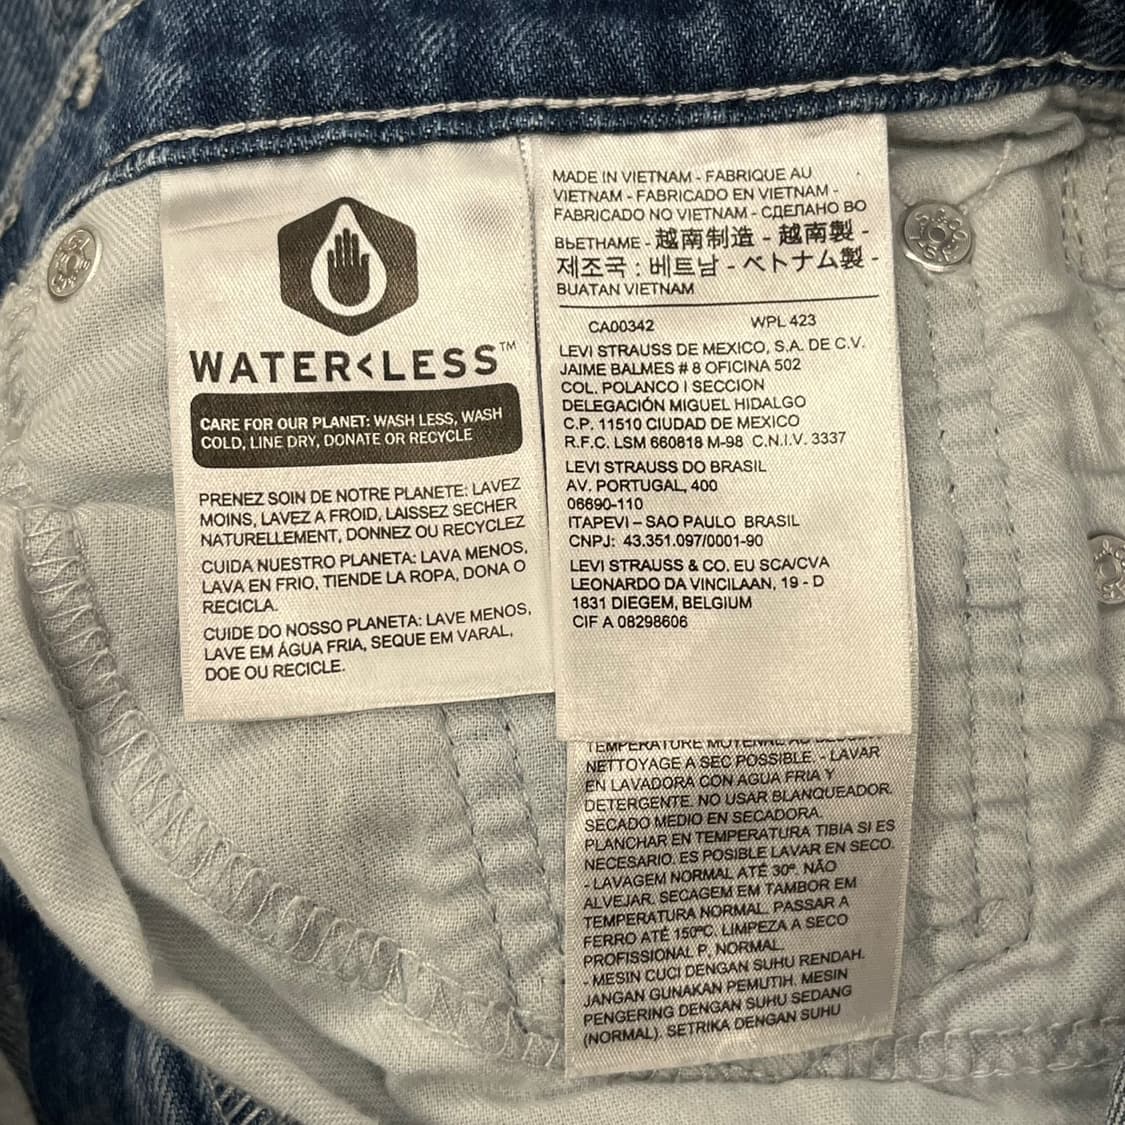 WATER<LESS™
CARE FOR OUR PLANET: WASH LESS, WASH
COLD, LINE DRY, DONATE OR RECYCLE
PRENEZ SOIN DE NOTRE PLANETE: LAVEZ
MOINS, LAVEZ A FROID, LAISSEZ SECHER
NATURELLEMENT, DONNEZ OU RECYCLEZ
CUIDA NUESTRO PLANETA: LAVA MENOS,
LAVA EN FRIO, TIENDE LA ROPA, DONA O
RECICLA.
CUIDE DO NOSSO PLANETA: LAVE MENOS,
LAVE EM ÁGUA FRIA, SEQUE EM VARAL,
DOE OU RECICLE.
MADE IN VIETNAM - FABRIQUE AU
VIETNAM - FABRICADO EN VIETNAM -
FABRICADO NO VIETNAM - СДЕЛАНО ВО
ВЬЕТНАМЕ - 越南制造 - 越南製 -
제조국 : 베트남 - ベトナム製 -
BUATAN VIETNAM
CA00342 WPL 423
LEVI STRAUSS DE MEXICO, S.A. DE C.V.
JAIME BALMES # 8 OFICINA 502
COL. POLANCO I SECCION
DELEGACIÓN MIGUEL HIDALGO
C.P. 11510 CIUDAD DE MEXICO
R.F.C. LSM 660818 M-98 C.N.I.V. 3337
LEVI STRAUSS DO BRASIL
AV. PORTUGAL, 400
06690-110
ITAPEVI – SAO PAULO BRASIL
CNPJ: 43.351.097/0001-90
LEVI STRAUSS & CO. EU SCA/CVA
LEONARDO DA VINCILAAN, 19 - D
1831 DIEGEM, BELGIUM
CIF A 08298606
TEMPERATURE MOYENNE AU
NETTOYAGE A SEC POSSIBLE. - LAVAR
EN LAVADORA CON AGUA FRIA Y
DETERGENTE. NO USAR BLANQUEADOR.
SECADO MEDIO EN SECADORA.
PLANCHAR EN TEMPERATURA TIBIA SI ES
NECESARIO. ES POSIBLE LAVAR EN SECO.
- LAVAGEM NORMAL ATÉ 30º. NÃO
ALVEJAR. SECAGEM EM TAMBOR EM
TEMPERATURA NORMAL. PASSAR A
FERRO ATÉ 150ºC. LIMPEZA A SECO
PROFISSIONAL P, NORMAL.
- MESIN CUCI DENGAN SUHU RENDAH.
JANGAN GUNAKAN PEMUTIH. MESIN
PENGERING DENGAN SUHU SEDANG
(NORMAL). SETRIKA DENGAN SUHU